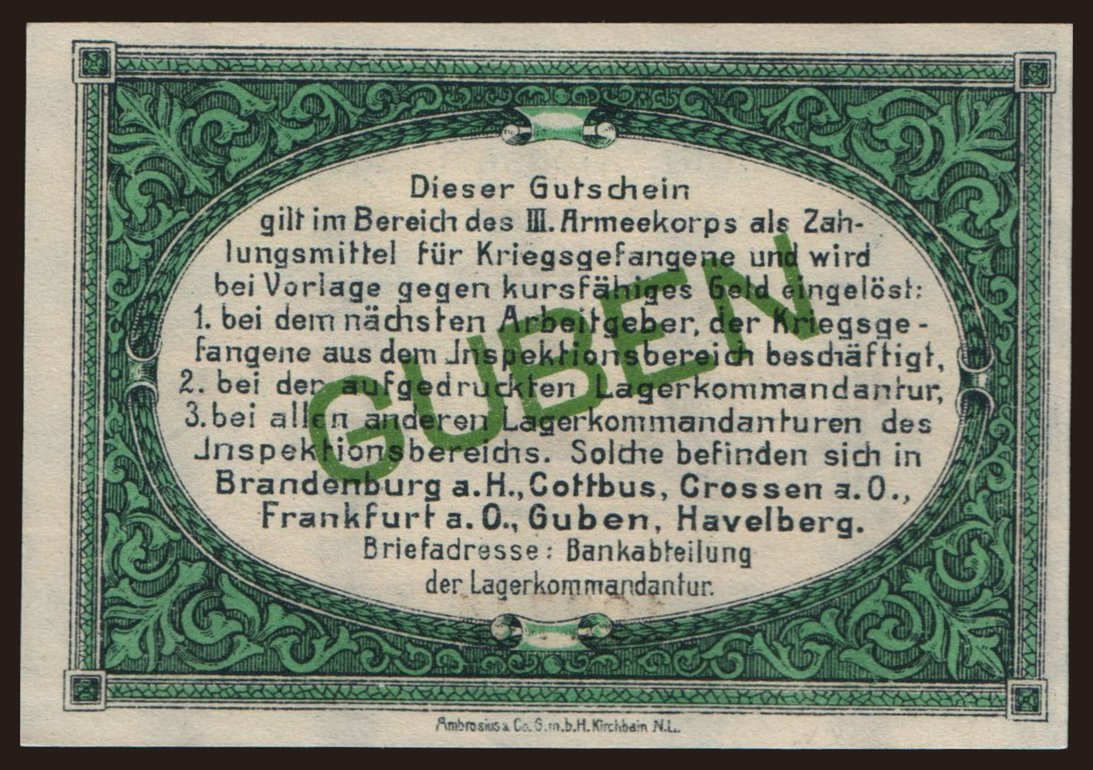 Dieser Gutschein
gilt im Bereich des III. Armeekorps als Zah-
lungsmittel für Kriegsgefangene und wird
bei Vorlage gegen kursfähiges Geld eingelöst:
1. bei dem nächsten Arbeitgeber, der Kriegsge-
fangene aus dem Inspektionsbereich beschäftigt,
2. bei der aufgedruckten Lagerkommandantur,
3. bei allen anderen Lagerkommandanturen des
Inspektionsbereichs. Solche befinden sich in
Brandenburg a. H., Cottbus, Crossen a. O.,
Frankfurt a. O., Guben, Havelberg.
Briefadresse: Bankabteilung
der Lagerkommandantur.
GUBEN
Ambrosius & Co. G.m.b.H. Kirchhain N.L.